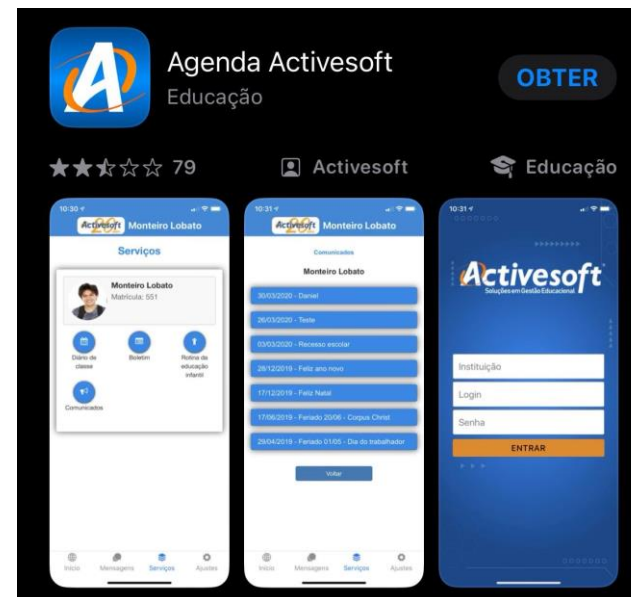 Agenda Activesoft
Educação
OBTER
79
Activesoft
Educação
10:30
Activesoft Monteiro Lobato
Serviços
Monteiro Lobato
Matrícula: 551
Diário de classe
Boletim
Rotina da educação infantil
Comunicados
Início
Mensagens
Serviços
Ajustes
10:31
Activesoft Monteiro Lobato
Comunicados
Monteiro Lobato
30/03/2020 - Daniel
26/03/2020 - Teste
03/03/2020 - Recesso escolar
28/12/2019 - Feliz ano novo
17/12/2019 - Feliz Natal
17/06/2019 - Feriado 20/06 - Corpus Christ
29/04/2019 - Feriado 01/05 - Dia do trabalhador
Voltar
Início
Mensagens
Serviços
Ajustes
10:31
Activesoft
Soluções em Gestão Educacional
Instituição
Login
Senha
ENTRAR